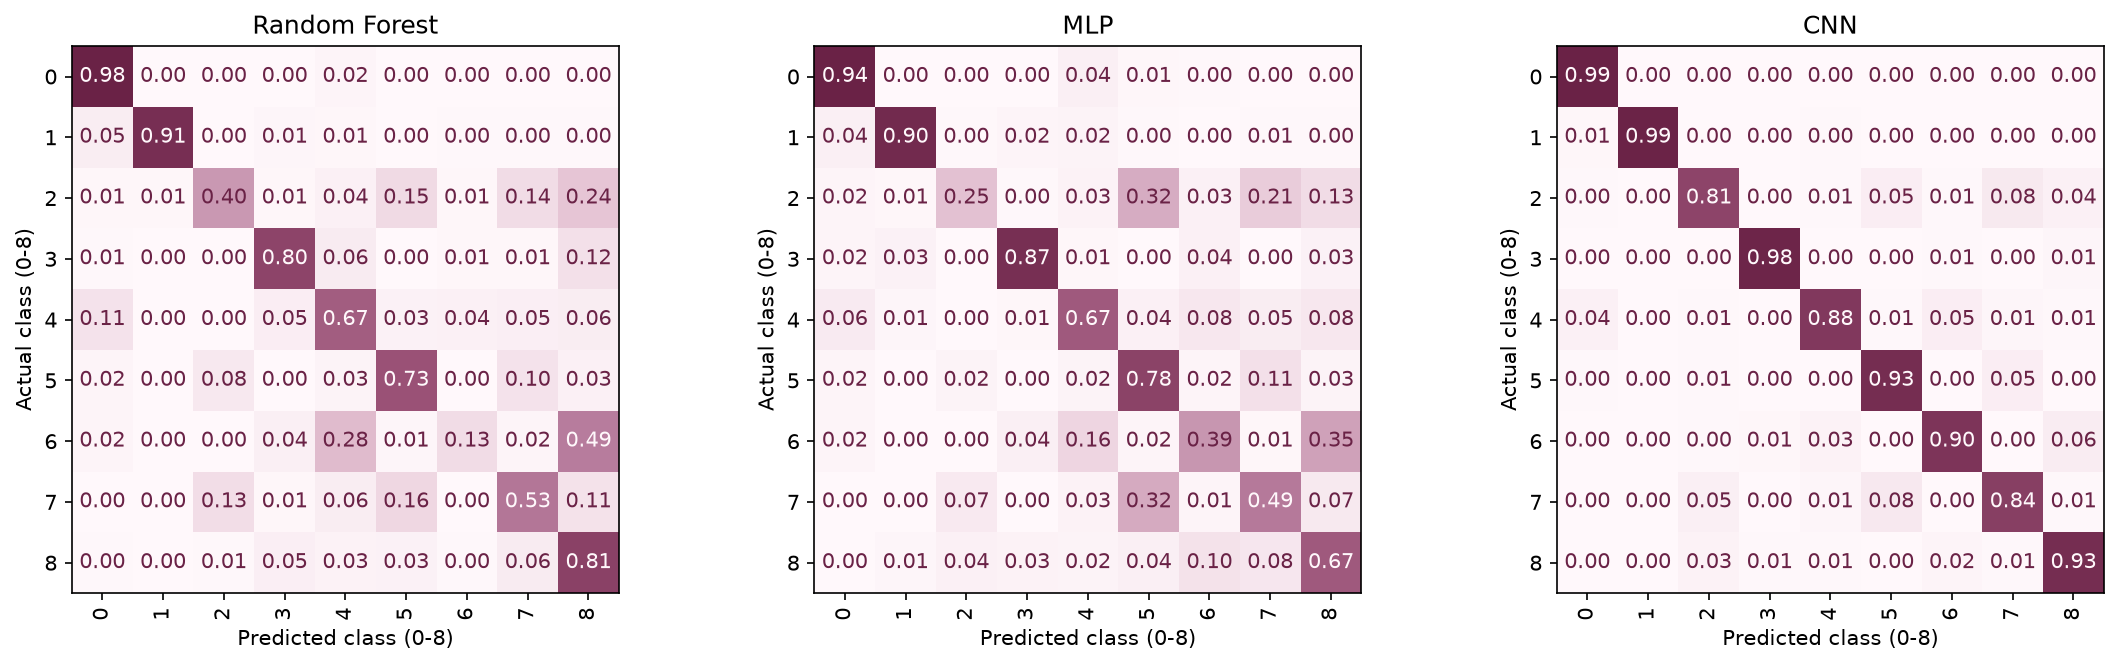 Random Forest
Actual class (0-8)
0 0.98 0.00 0.00 0.00 0.02 0.00 0.00 0.00 0.00
1 0.05 0.91 0.00 0.01 0.01 0.00 0.00 0.00 0.00
2 0.01 0.01 0.40 0.01 0.04 0.15 0.01 0.14 0.24
3 0.01 0.00 0.00 0.80 0.06 0.00 0.01 0.01 0.12
4 0.11 0.00 0.00 0.05 0.67 0.03 0.04 0.05 0.06
5 0.02 0.00 0.08 0.00 0.03 0.73 0.00 0.10 0.03
6 0.02 0.00 0.00 0.04 0.28 0.01 0.13 0.02 0.49
7 0.00 0.00 0.13 0.01 0.06 0.16 0.00 0.53 0.11
8 0.00 0.00 0.01 0.05 0.03 0.03 0.00 0.06 0.81
0 1 2 3 4 5 6 7 8
Predicted class (0-8)
MLP
Actual class (0-8)
0 0.94 0.00 0.00 0.00 0.04 0.01 0.00 0.00 0.00
1 0.04 0.90 0.00 0.02 0.02 0.00 0.00 0.01 0.00
2 0.02 0.01 0.25 0.00 0.03 0.32 0.03 0.21 0.13
3 0.02 0.03 0.00 0.87 0.01 0.00 0.04 0.00 0.03
4 0.06 0.01 0.00 0.01 0.67 0.04 0.08 0.05 0.08
5 0.02 0.00 0.02 0.00 0.02 0.78 0.02 0.11 0.03
6 0.02 0.00 0.00 0.04 0.16 0.02 0.39 0.01 0.35
7 0.00 0.00 0.07 0.00 0.03 0.32 0.01 0.49 0.07
8 0.00 0.01 0.04 0.03 0.02 0.04 0.10 0.08 0.67
0 1 2 3 4 5 6 7 8
Predicted class (0-8)
CNN
Actual class (0-8)
0 0.99 0.00 0.00 0.00 0.00 0.00 0.00 0.00 0.00
1 0.01 0.99 0.00 0.00 0.00 0.00 0.00 0.00 0.00
2 0.00 0.00 0.81 0.00 0.01 0.05 0.01 0.08 0.04
3 0.00 0.00 0.00 0.98 0.00 0.00 0.01 0.00 0.01
4 0.04 0.00 0.01 0.00 0.88 0.01 0.05 0.01 0.01
5 0.00 0.00 0.01 0.00 0.00 0.93 0.00 0.05 0.00
6 0.00 0.00 0.00 0.01 0.03 0.00 0.90 0.00 0.06
7 0.00 0.00 0.05 0.00 0.01 0.08 0.00 0.84 0.01
8 0.00 0.00 0.03 0.01 0.01 0.00 0.02 0.01 0.93
0 1 2 3 4 5 6 7 8
Predicted class (0-8)